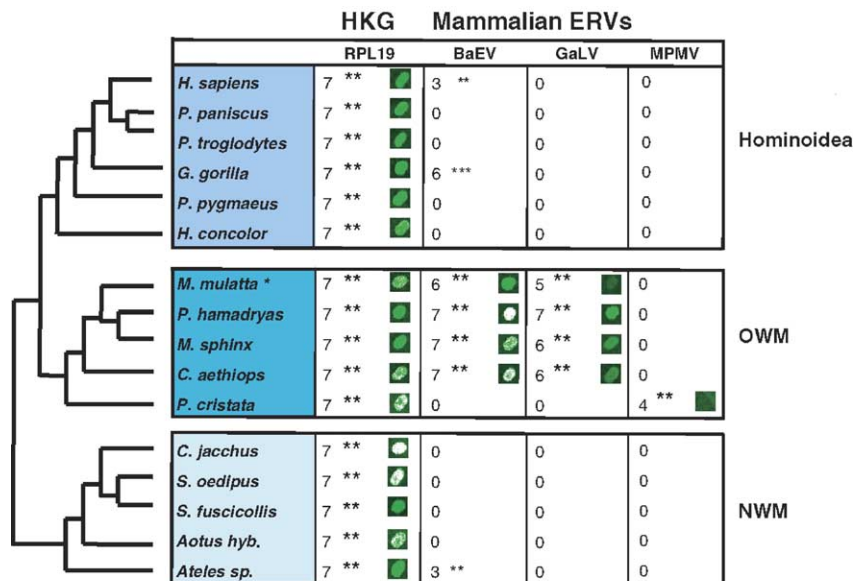 HKG Mammalian ERVs
RPL19 BaEV GaLV MPMV
H. sapiens 7 ** 3 ** 0 0
P. paniscus 7 ** 0 0 0
P. troglodytes 7 ** 0 0 0
Hominoidea
G. gorilla 7 ** 6 *** 0 0
P. pygmaeus 7 ** 0 0 0
H. concolor 7 ** 0 0 0
M. mulatta * 7 ** 6 ** 5 ** 0
P. hamadryas 7 ** 7 ** 7 ** 0
OWM
M. sphinx 7 ** 7 ** 6 ** 0
C. aethiops 7 ** 7 ** 6 ** 0
P. cristata 7 ** 0 0 4 **
C. jacchus 7 ** 0 0 0
S. oedipus 7 ** 0 0 0
S. fuscicollis 7 ** 0 0 0
NWM
Aotus hyb. 7 ** 0 0 0
Ateles sp. 7 ** 3 ** 0 0